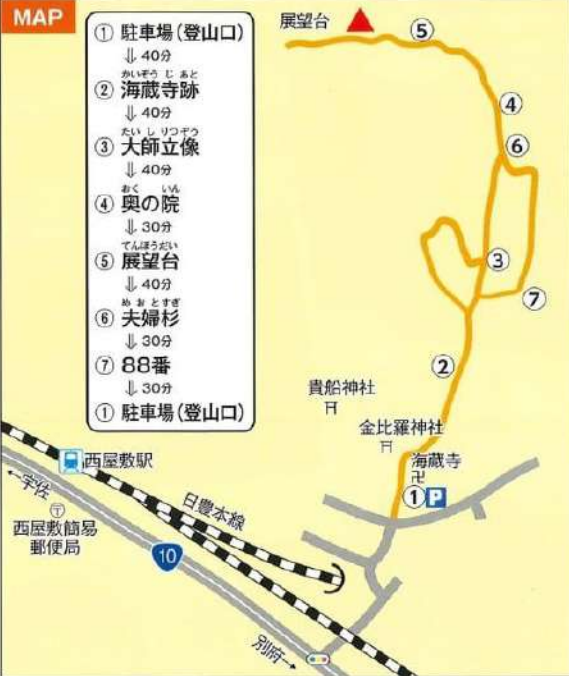 MAP
① 駐車場(登山口)
⇓ 40分
かいぞうじあと
② 海蔵寺跡
⇓ 40分
たいしりつぞう
③ 大師立像
⇓ 40分
おく いん
④ 奥の院
⇓ 30分
てんぼうだい
⑤ 展望台
⇓ 40分
めおとすぎ
⑥ 夫婦杉
⇓ 30分
⑦ 88番
⇓ 30分
① 駐車場(登山口)
展望台
⑤
④
⑥
③
⑦
②
貴船神社
金比羅神社
海蔵寺
卍
① P
西屋敷駅
←宇佐
〒
西屋敷簡易
郵便局
日豊本線
10
別府→